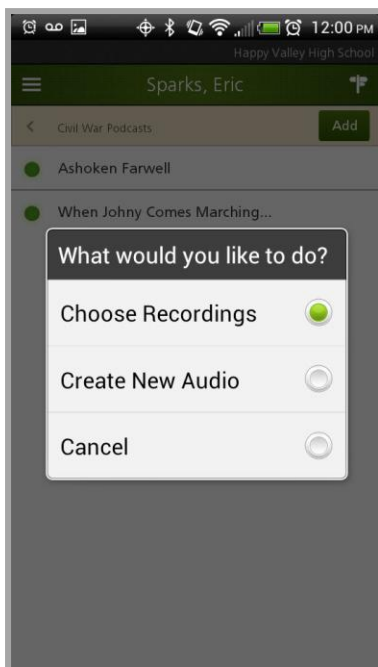 12:00 PM
Happy Valley High School
Sparks, Eric
Civil War Podcasts
Add
Ashoken Farwell
When Johny Comes Marching...
What would you like to do?
Choose Recordings
Create New Audio
Cancel